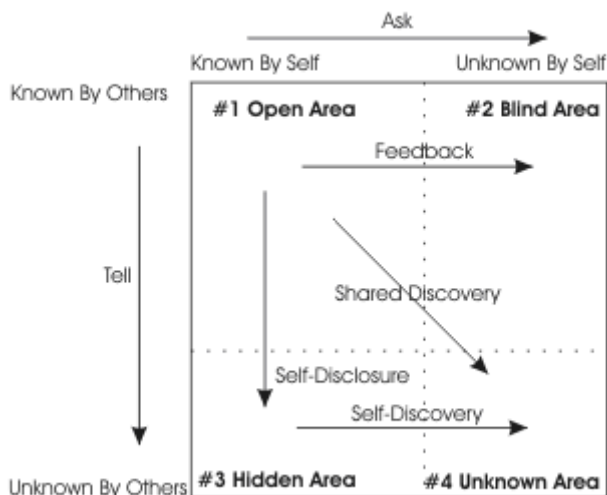 Ask
Known By Self Unknown By Self
Known By Others
#1 Open Area #2 Blind Area
Feedback
Tell
Shared Discovery
Self-Disclosure
Self-Discovery
Unknown By Others
#3 Hidden Area #4 Unknown Area